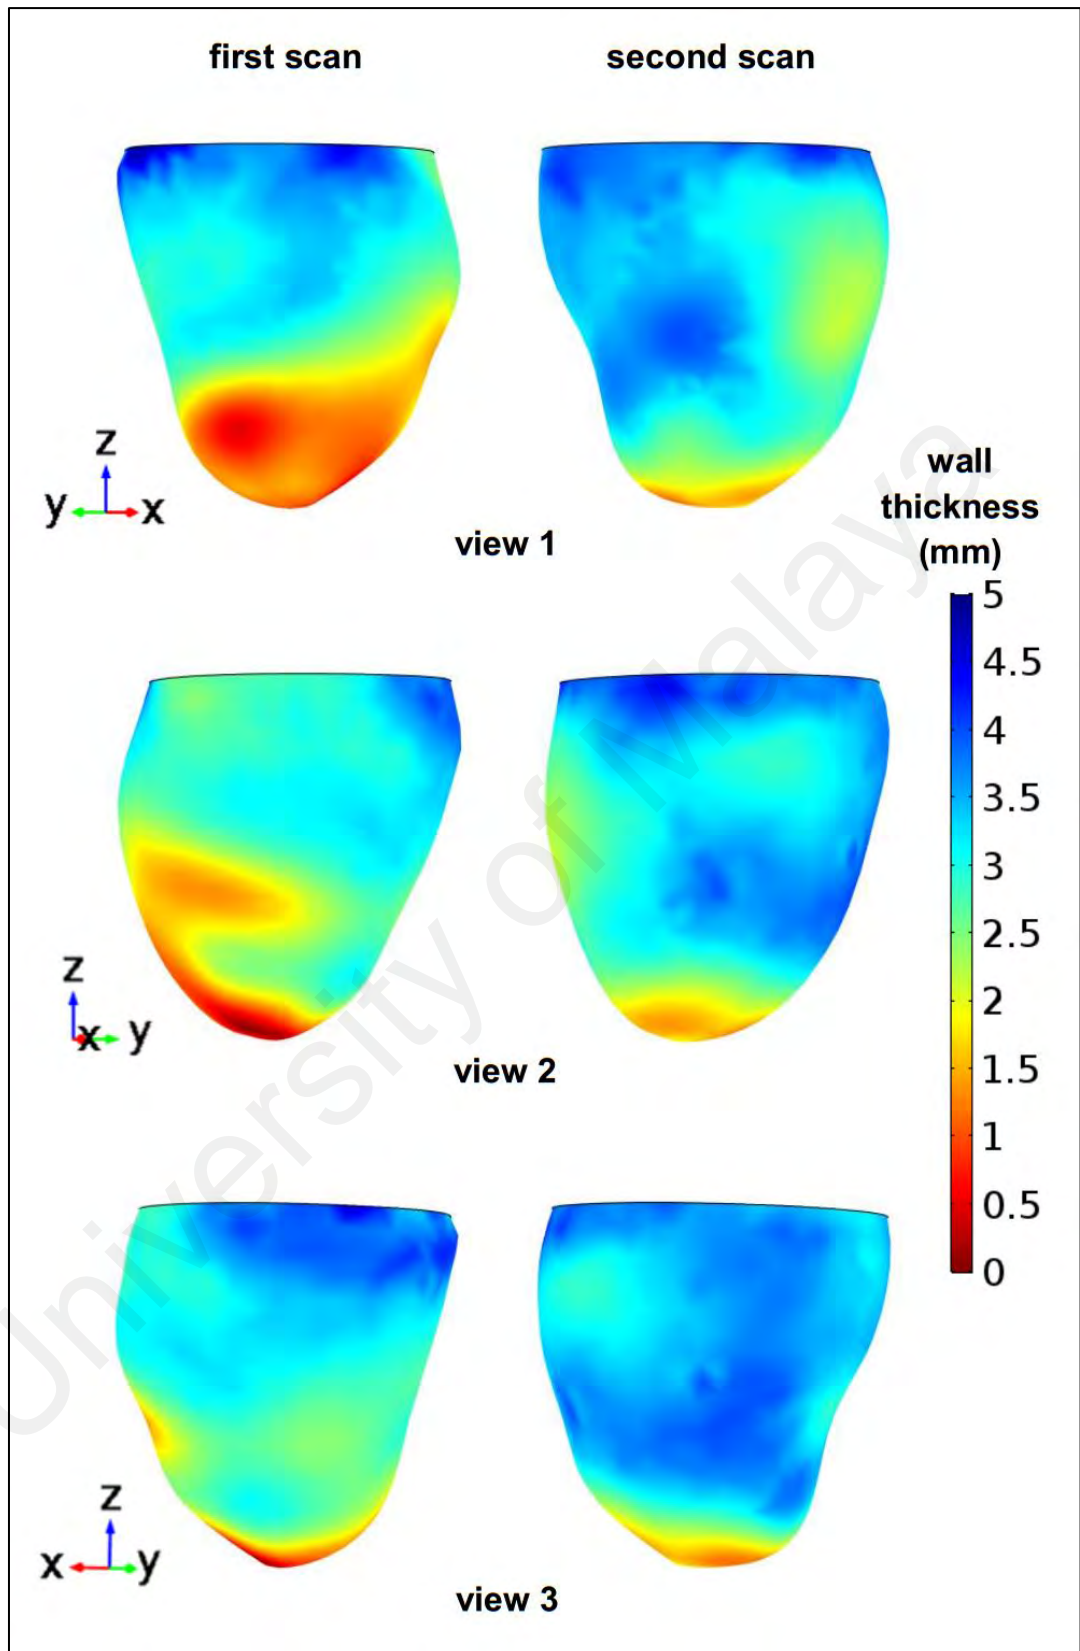 first scan second scan
z
y x
view 1
wall
thickness
(mm)
5
4.5
4
3.5
3
2.5
2
1.5
1
0.5
0
z
x y
view 2
z
x y
view 3
University of Malaya